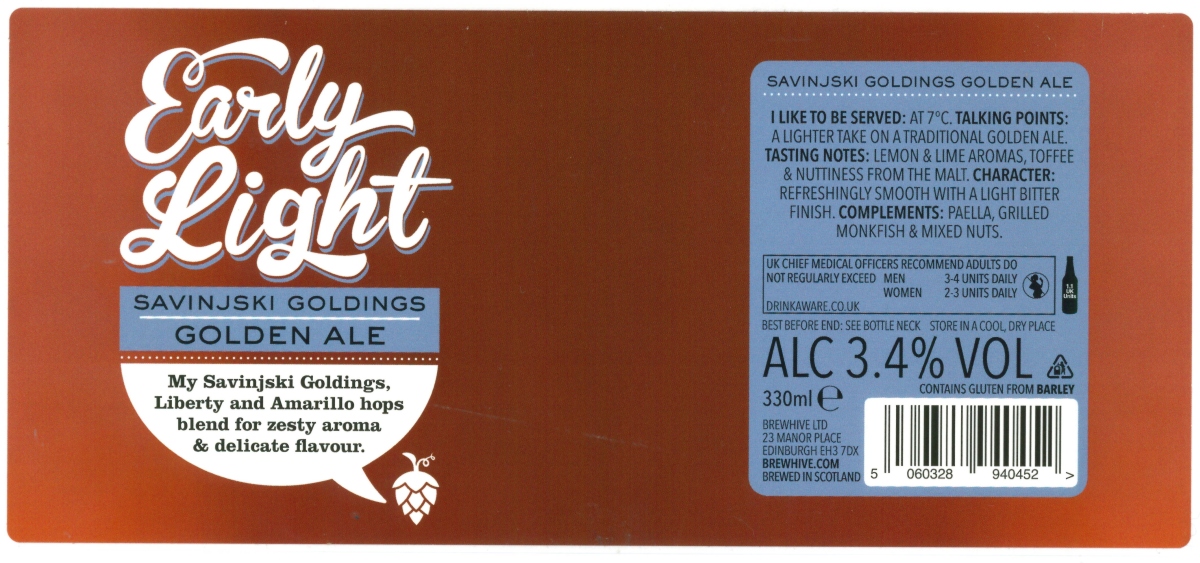 Early
Light
SAVINJSKI GOLDINGS
GOLDEN ALE
My Savinjski Goldings,
Liberty and Amarillo hops
blend for zesty aroma
& delicate flavour.
SAVINJSKI GOLDINGS GOLDEN ALE
I LIKE TO BE SERVED: AT 7°C. TALKING POINTS:
A LIGHTER TAKE ON A TRADITIONAL GOLDEN ALE.
TASTING NOTES: LEMON & LIME AROMAS, TOFFEE
& NUTTINESS FROM THE MALT. CHARACTER:
REFRESHINGLY SMOOTH WITH A LIGHT BITTER
FINISH. COMPLEMENTS: PAELLA, GRILLED
MONKFISH & MIXED NUTS.
UK CHIEF MEDICAL OFFICERS RECOMMEND ADULTS DO
NOT REGULARLY EXCEED MEN 3-4 UNITS DAILY
WOMEN 2-3 UNITS DAILY
DRINKAWARE.CO.UK
1.1
UK
Units
BEST BEFORE END: SEE BOTTLE NECK STORE IN A COOL, DRY PLACE
ALC 3.4% VOL
CONTAINS GLUTEN FROM BARLEY
330ml e
BREWHIVE LTD
23 MANOR PLACE
EDINBURGH EH3 7DX
BREWHIVE.COM
BREWED IN SCOTLAND
5 060328 940452 >